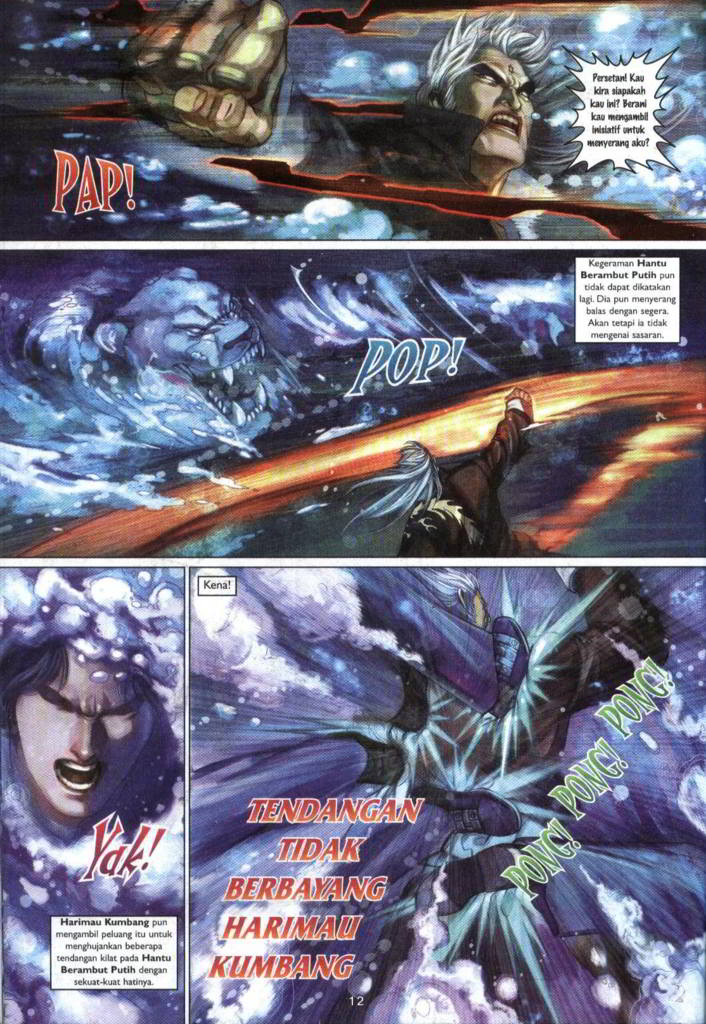 Persetan! Kau
kira siapakah
kau ini? Berani
kau mengambil
inisiatif untuk
menyerang aku?
PAP!
Kegeraman Hantu
Berambut Putih pun
tidak dapat dikatakan
lagi. Dia pun menyerang
balas dengan segera.
Akan tetapi ia tidak
mengenai sasaran.
POP!
Yak!
Harimau Kumbang pun
mengambil peluang itu untuk
menghujankan beberapa
tendangan kilat pada Hantu
Berambut Putih dengan
sekuat-kuat hatinya.
Kena!
PONG! PONG! PONG!
TENDANGAN
TIDAK
BERBAYANG
HARIMAU
KUMBANG
12